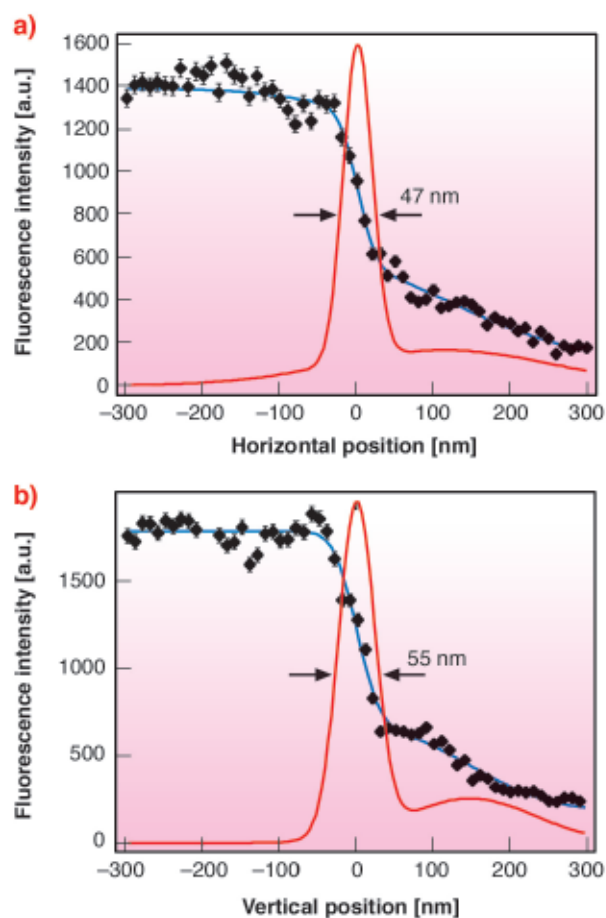 a)
Fluorescence intensity [a.u.]
1600
1400
1200
1000
800
600
400
200
0
47 nm
–300 –200 –100 0 100 200 300
Horizontal position [nm]
b)
Fluorescence intensity [a.u.]
1500
1000
500
0
55 nm
–300 –200 –100 0 100 200 300
Vertical position [nm]